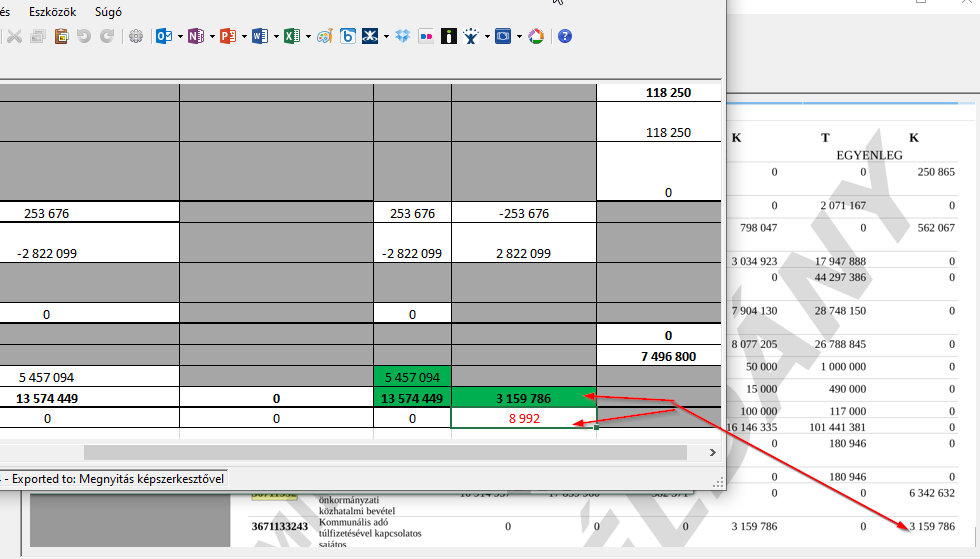 és Eszközök Súgó
118 250
118 250
0
253 676 253 676 -253 676
-2 822 099 -2 822 099 2 822 099
0 0
0
7 496 800
5 457 094 5 457 094
13 574 449 0 13 574 449 3 159 786
0 0 0 8 992
- Exported to: Megnyitás képszerkesztővel
K T K
EGYENLEG
0 0 250 865
0 2 071 167
798 047 0 562 067
3 034 923 17 947 888 0
0 44 297 386 0
7 904 130 28 748 150 0
8 077 205 26 788 845 0
50 000 1 000 000 0
15 000 490 000 0
100 000 117 000 0
16 146 335 101 441 381 0
0 180 946 0
0 180 946 0
0 0 6 342 632
önkormányzati
közhatalmi bevétel
3671133243 Kommunális adó 0 0 0 3 159 786 0 3 159 786
túlfizetésével kapcsolatos
sajátos